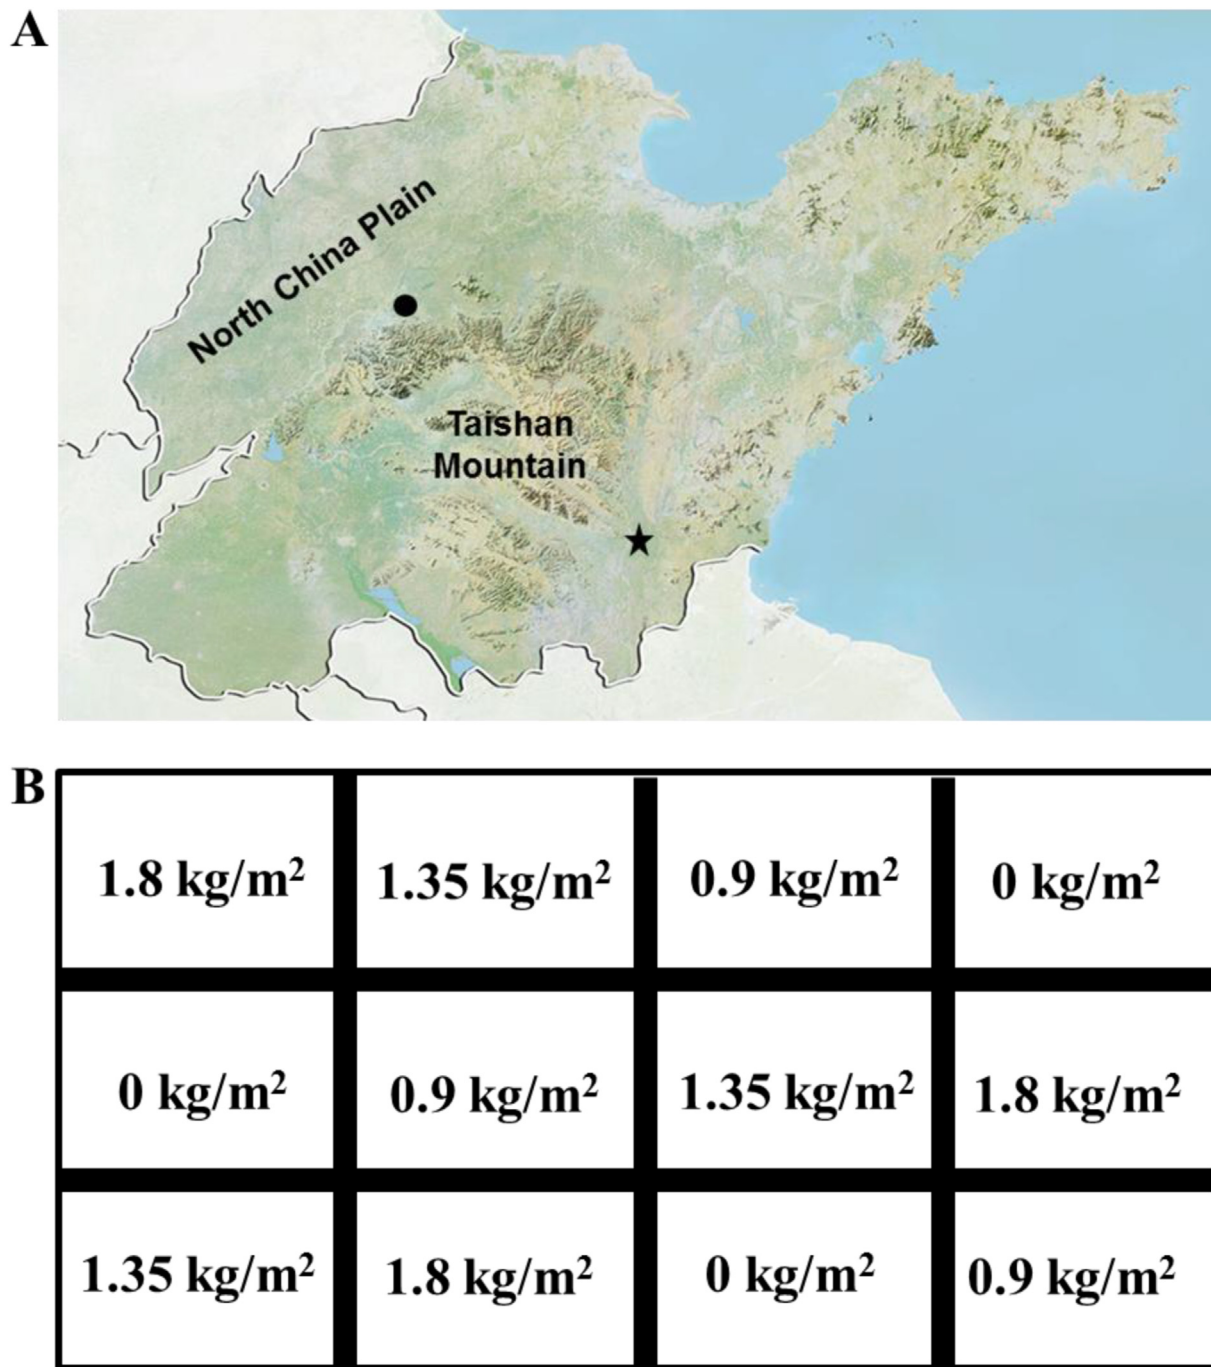 A
North China Plain
Taishan
Mountain
B
1.8 kg/m²
1.35 kg/m²
0.9 kg/m²
0 kg/m²
0 kg/m²
0.9 kg/m²
1.35 kg/m²
1.8 kg/m²
1.35 kg/m²
1.8 kg/m²
0 kg/m²
0.9 kg/m²